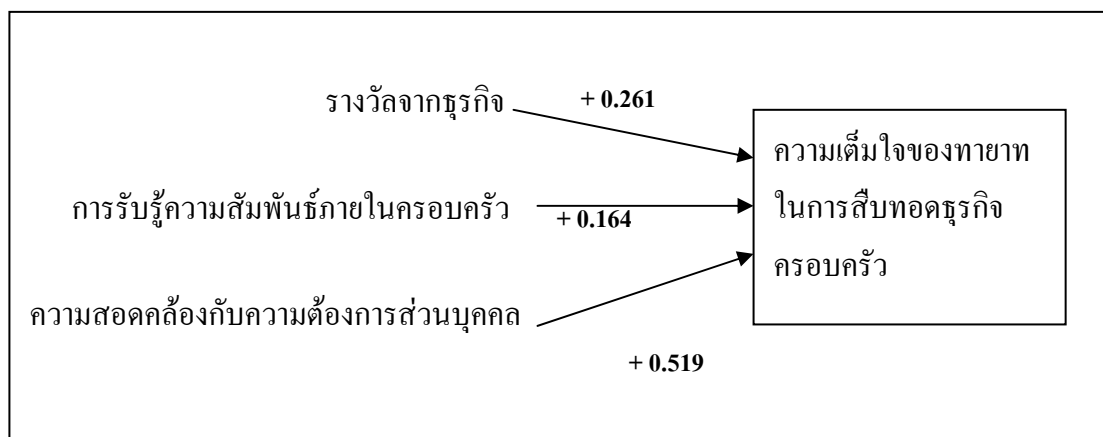 รางวัลจากธุรกิจ
+ 0.261
การรับรู้ความสัมพันธ์ภายในครอบครัว
+ 0.164
ความสอดคล้องกับความต้องการส่วนบุคคล
+ 0.519
ความเต็มใจของทายาท
ในการสืบทอดธุรกิจ
ครอบครัว